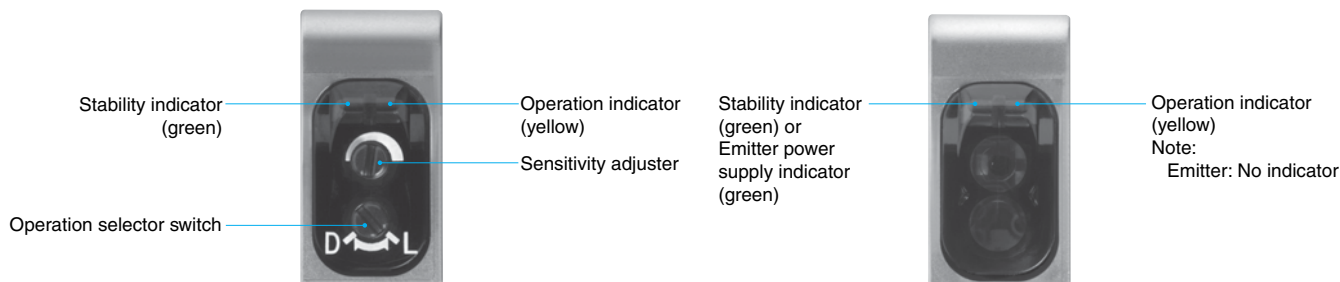 Stability indicator
(green)
Operation indicator
(yellow)
Sensitivity adjuster
Operation selector switch
D L
Stability indicator
(green) or
Emitter power
supply indicator
(green)
Operation indicator
(yellow)
Note:
Emitter: No indicator